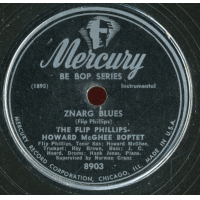 Mercury
BE BOP SERIES
(1895)
Instrumental
ZNARG BLUES
(Flip Phillips)
THE FLIP PHILLIPS-
HOWARD McGHEE BOPTET
Flip Phillips, Tenor Sax; Howard McGhee,
Trumpet; Ray Brown, Bass; J. C.
Heard, Drums; Hank Jones, Piano.
Supervised by Norman Granz
8903
MERCURY RECORD CORPORATION, CHICAGO, ILL. MADE IN U.S.A.